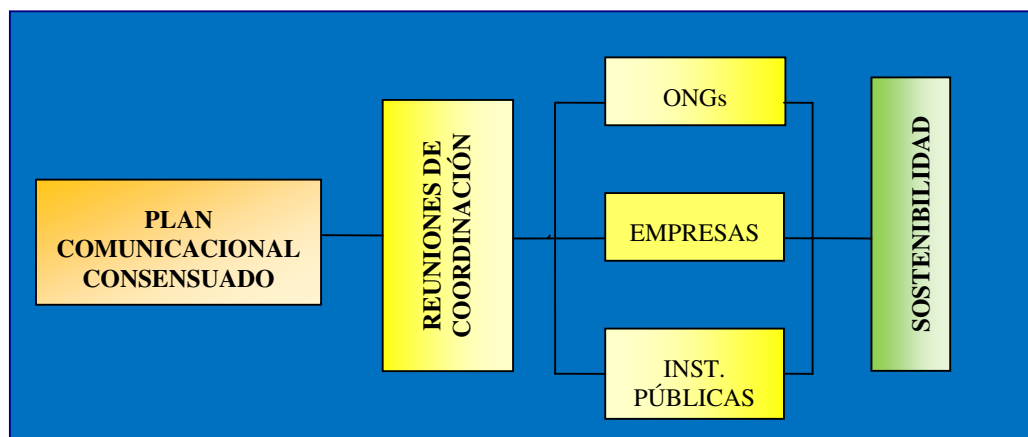 PLAN
COMUNICACIONAL
CONSENSUADO
REUNIONES DE
COORDINACIÓN
ONGs
EMPRESAS
INST.
PÚBLICAS
SOSTENIBILIDAD